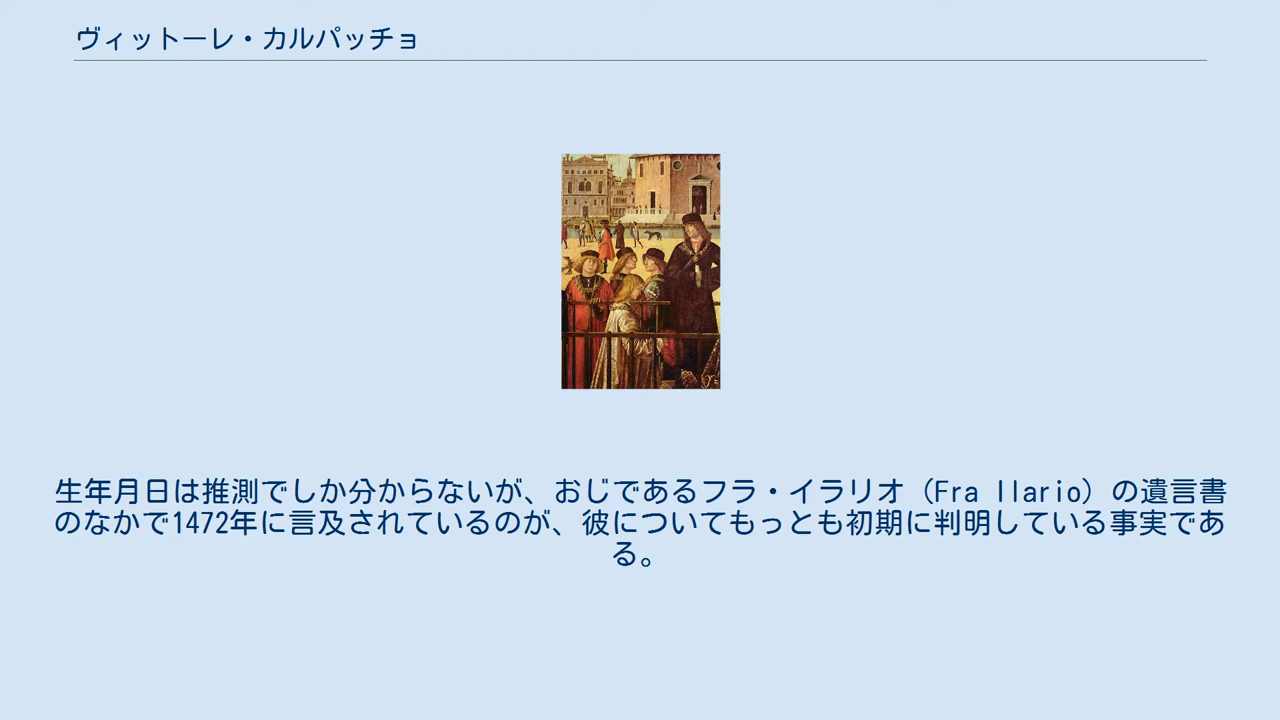 ヴィットーレ・カルパッチョ
生年月日は推測でしか分からないが、おじであるフラ・イラリオ（Fra Ilario）の遺言書
のなかで1472年に言及されているのが、彼についてもっとも初期に判明している事実であ
る。